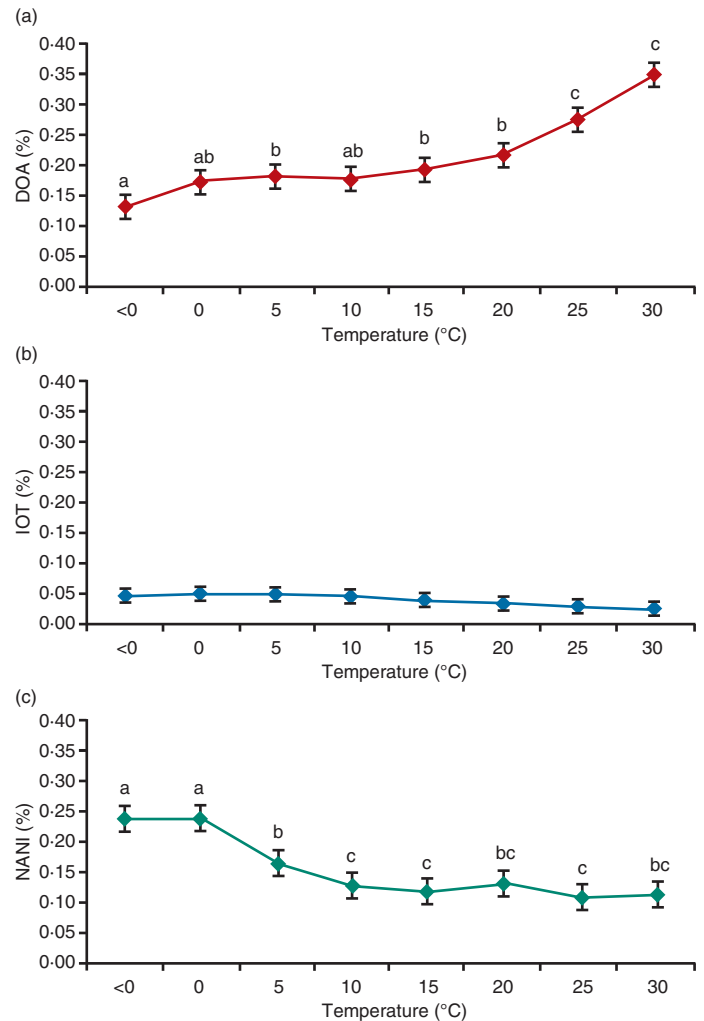 (a)
DOA (%)
0·40
0·35
0·30
0·25
0·20
0·15
0·10
0·05
0·00
a ab b ab b b c c
<0 0 5 10 15 20 25 30
Temperature (°C)
(b)
IOT (%)
0·40
0·35
0·30
0·25
0·20
0·15
0·10
0·05
0·00
<0 0 5 10 15 20 25 30
Temperature (°C)
(c)
NANI (%)
0·40
0·35
0·30
0·25
0·20
0·15
0·10
0·05
0·00
a a b c c bc c bc
<0 0 5 10 15 20 25 30
Temperature (°C)